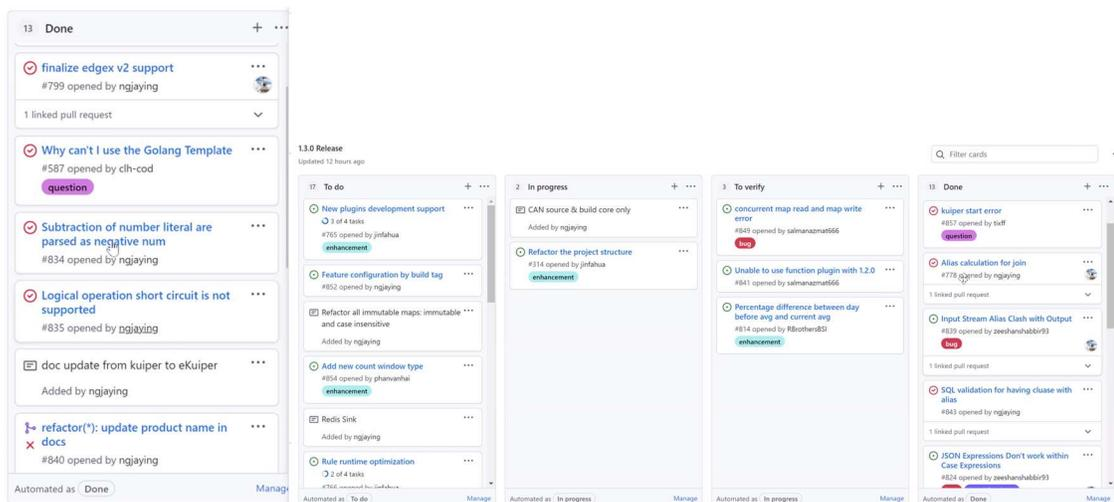 13 Done
finalize edgex v2 support
#799 opened by ngjaying
1 linked pull request
Why can't I use the Golang Template
#587 opened by clh-cod
question
Subtraction of number literal are
parsed as negative num
#834 opened by ngjaying
Logical operation short circuit is not
supported
#835 opened by ngjaying
doc update from kuiper to eKuiper
Added by ngjaying
refactor(*): update product name in
docs
#840 opened by ngjaying
Automated as Done Manage
1.3.0 Release
Updated 12 hours ago
Filter cards
17 To do
New plugins development support
3 of 4 tasks
#765 opened by jinfahua
enhancement
Feature configuration by build tag
#852 opened by ngjaying
Refactor all immutable maps: immutable
and case insensitive
Added by ngjaying
Add new count window type
#854 opened by phanvanhai
enhancement
Redis Sink
Added by ngjaying
Rule runtime optimization
2 of 4 tasks
#766 opened by jinfahua
Automated as To do Manage
2 In progress
CAN source & build core only
Added by ngjaying
Refactor the project structure
#314 opened by jinfahua
enhancement
Automated as In progress Manage
3 To verify
concurrent map read and map write
error
#849 opened by salmanazmat666
bug
Unable to use function plugin with 1.2.0
#841 opened by salmanazmat666
Percentage difference between day
before avg and current avg
#814 opened by RBrothersBSI
enhancement
Automated as In progress Manage
13 Done
kuiper start error
#857 opened by tixff
question
Alias calculation for join
#778 opened by ngjaying
1 linked pull request
Input Stream Alias Clash with Output
#839 opened by zeeshanshabbir93
bug
1 linked pull request
SQL validation for having cluase with
alias
#843 opened by ngjaying
1 linked pull request
JSON Expressions Don't work within
Case Expressions
#824 opened by zeeshanshabbir93
Automated as Done Manage